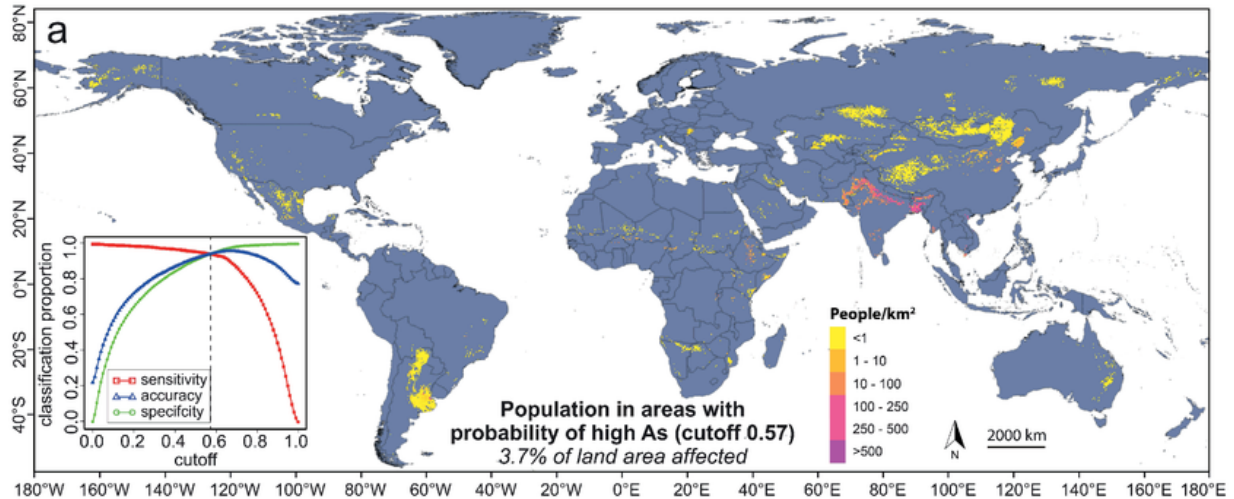 a
80°N
60°N
40°N
20°N
0°N
20°S
40°S
classification proportion
1.0
0.8
0.6
0.4
0.2
0.0
sensitivity
accuracy
specifcity
0.0 0.2 0.4 0.6 0.8 1.0
cutoff
Population in areas with
probability of high As (cutoff 0.57)
3.7% of land area affected
People/km²
<1
1 - 10
10 - 100
100 - 250
250 - 500
>500
N
2000 km
180°W 160°W 140°W 120°W 100°W 80°W 60°W 40°W 20°W 0°E 20°E 40°E 60°E 80°E 100°E 120°E 140°E 160°E 180°E